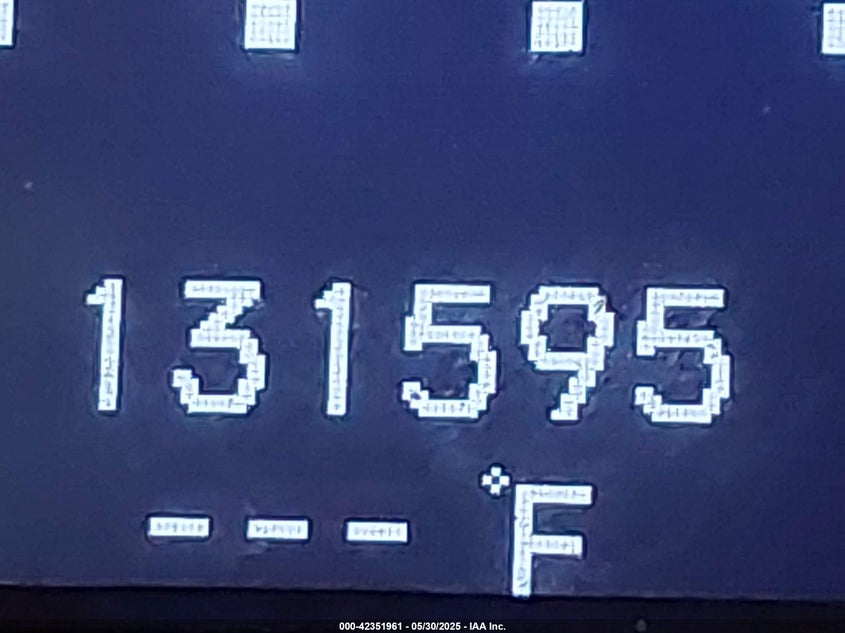 131595
--- °F
000-42351961 - 05/30/2025 - IAA Inc.